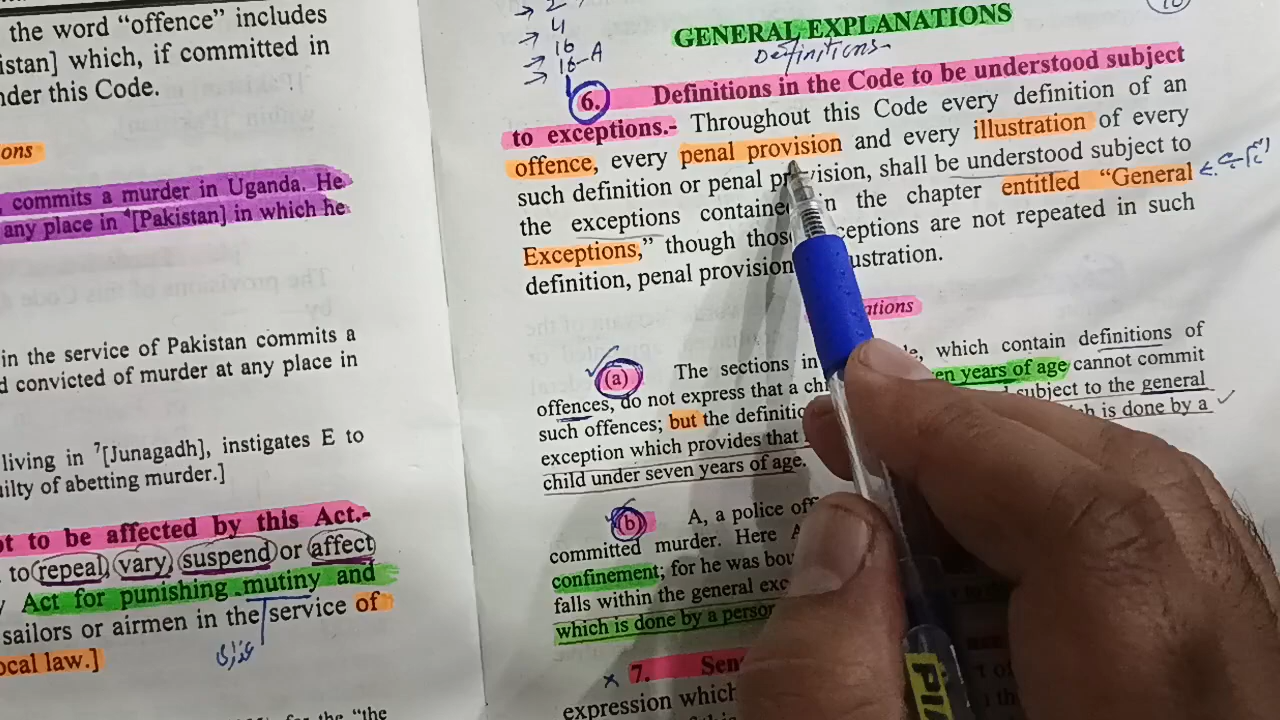 the word “offence” includes
istan] which, if committed in
nder this Code.
ons
commits a murder in Uganda. He
any place in ⁴[Pakistan] in which he
in the service of Pakistan commits a
d convicted of murder at any place in
living in ⁷[Junagadh], instigates E to
uilty of abetting murder.]
ot to be affected by this Act.-
to repeal, vary, suspend or affect
Act for punishing mutiny and
sailors or airmen in the service of
ocal law.]
for the “the
4
16
16-A
GENERAL EXPLANATIONS
Definitions
6. Definitions in the Code to be understood subject
to exceptions.- Throughout this Code every definition of an
offence, every penal provision and every illustration of every
such definition or penal provision, shall be understood subject to
the exceptions contained in the chapter entitled “General
Exceptions,” though those exceptions are not repeated in such
definition, penal provision ustration.
ations
(a) The sections in which contain definitions of
offences, do not express that a en years of age cannot commit
such offences; but the subject to the general
exception which provides that is done by a
child under seven years of age.
(b) A, a police
committed murder. Here
confinement; for he was
falls within the general
which is done by a person
7.
expression which